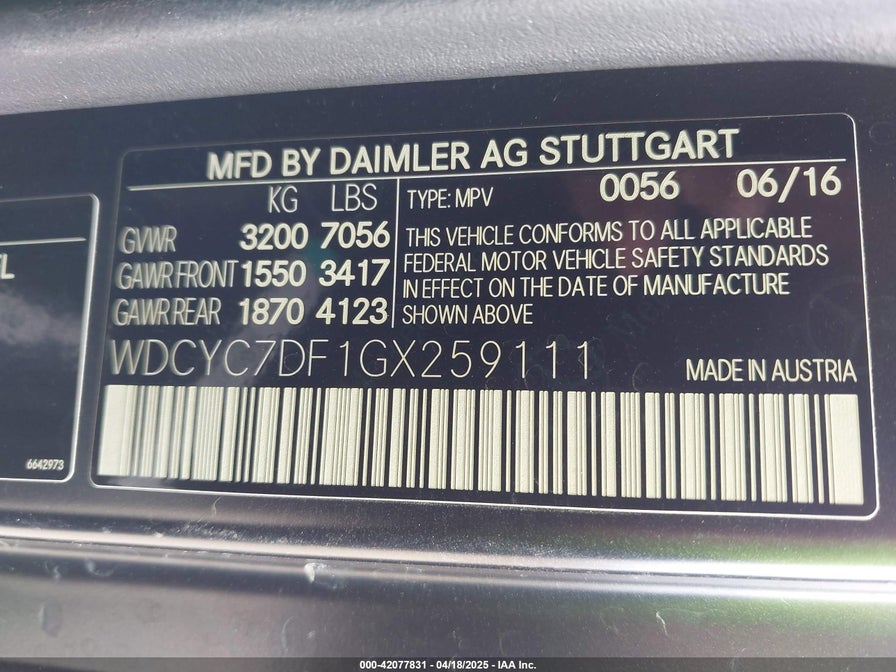 MFD BY DAIMLER AG STUTTGART
KG LBS
GVWR 3200 7056
GAWR FRONT 1550 3417
GAWR REAR 1870 4123
TYPE: MPV 0056 06/16
THIS VEHICLE CONFORMS TO ALL APPLICABLE
FEDERAL MOTOR VEHICLE SAFETY STANDARDS
IN EFFECT ON THE DATE OF MANUFACTURE
SHOWN ABOVE
WDCYC7DF1GX259111
MADE IN AUSTRIA
6642973
000-42077831 - 04/18/2025 - IAA Inc.